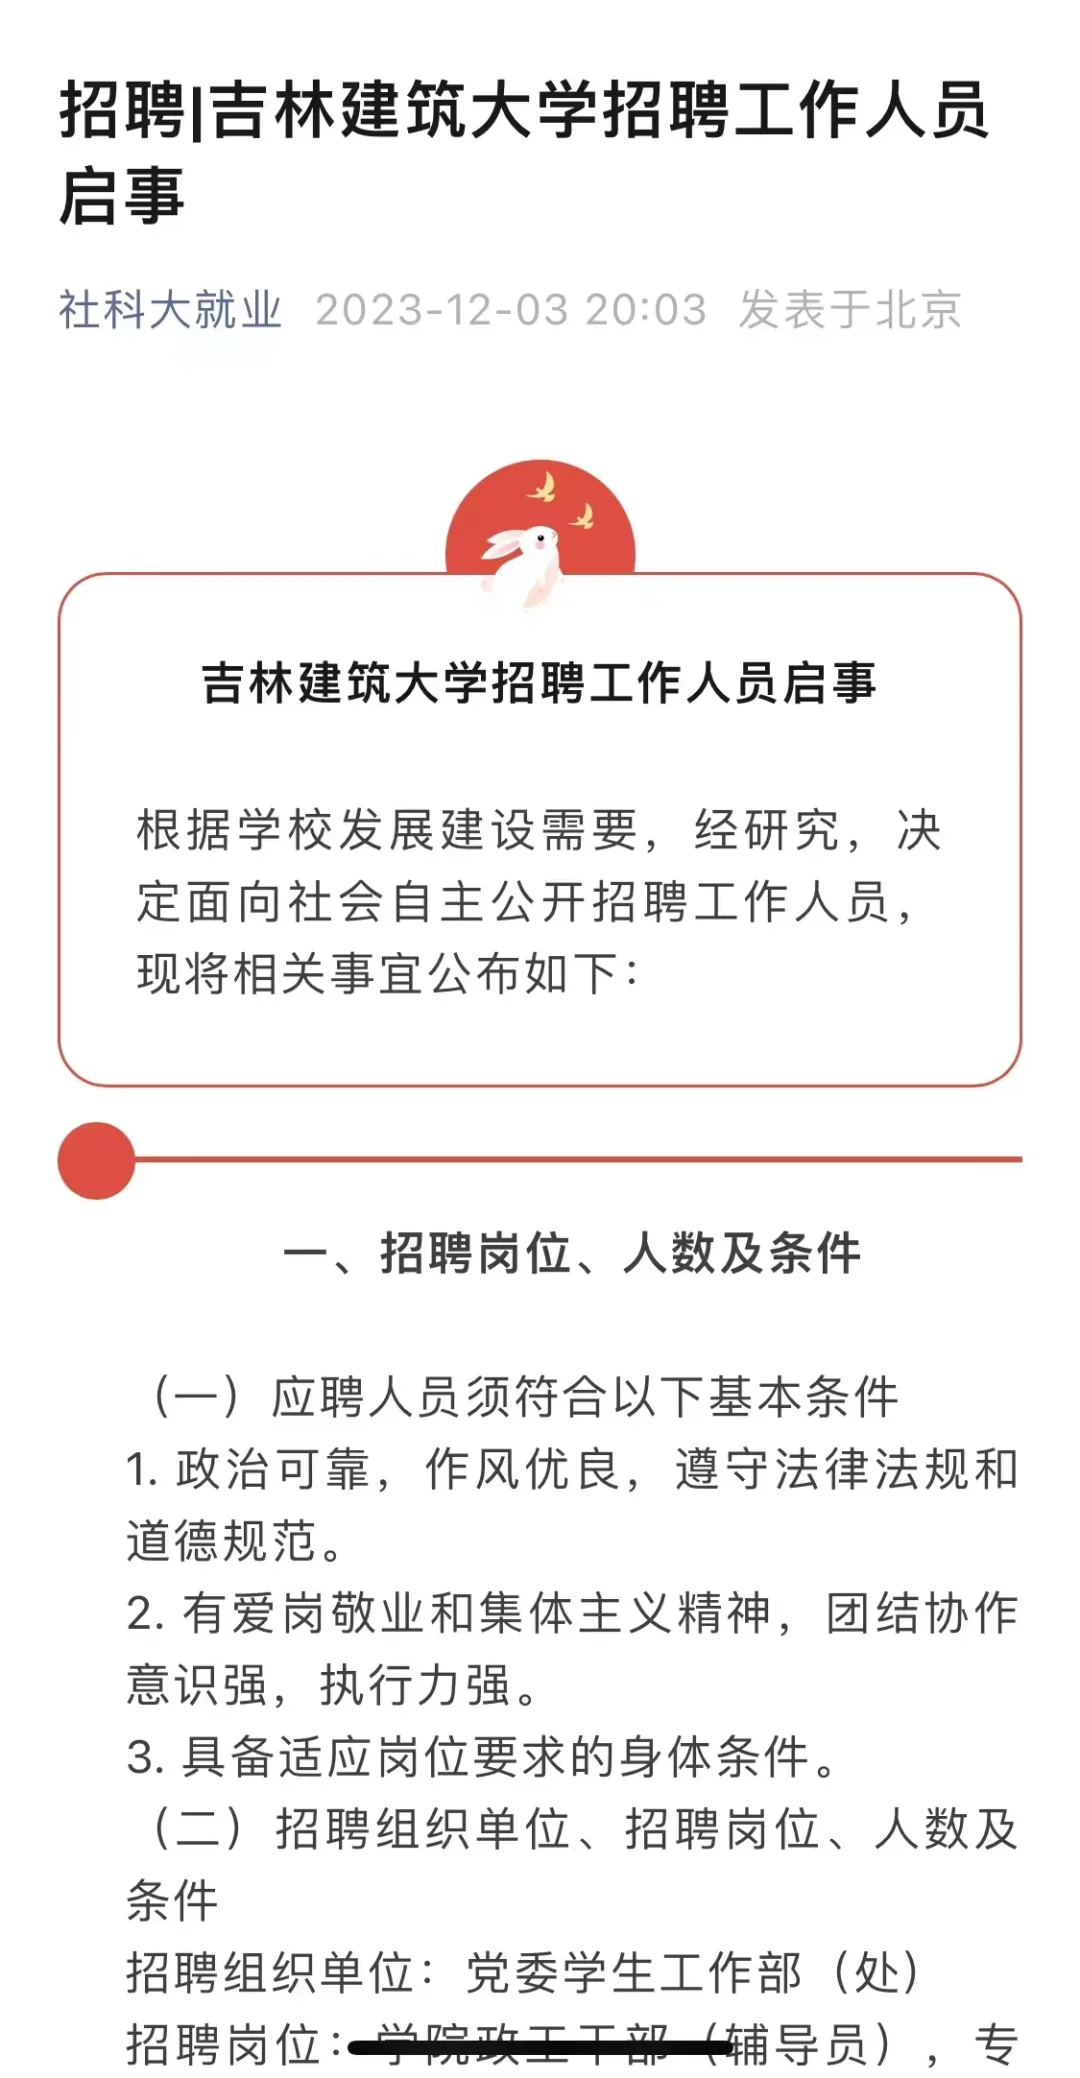 招聘|吉林建筑大学招聘工作人员
启事
社科大就业 2023-12-03 20:03 发表于北京
吉林建筑大学招聘工作人员启事
根据学校发展建设需要，经研究，决
定面向社会自主公开招聘工作人员，
现将相关事宜公布如下：
一、招聘岗位、人数及条件
（一）应聘人员须符合以下基本条件
1. 政治可靠，作风优良，遵守法律法规和
道德规范。
2. 有爱岗敬业和集体主义精神，团结协作
意识强，执行力强。
3. 具备适应岗位要求的身体条件。
（二）招聘组织单位、招聘岗位、人数及
条件
招聘组织单位：党委学生工作部（处）
招聘岗位：学院政工干部（辅导员），专